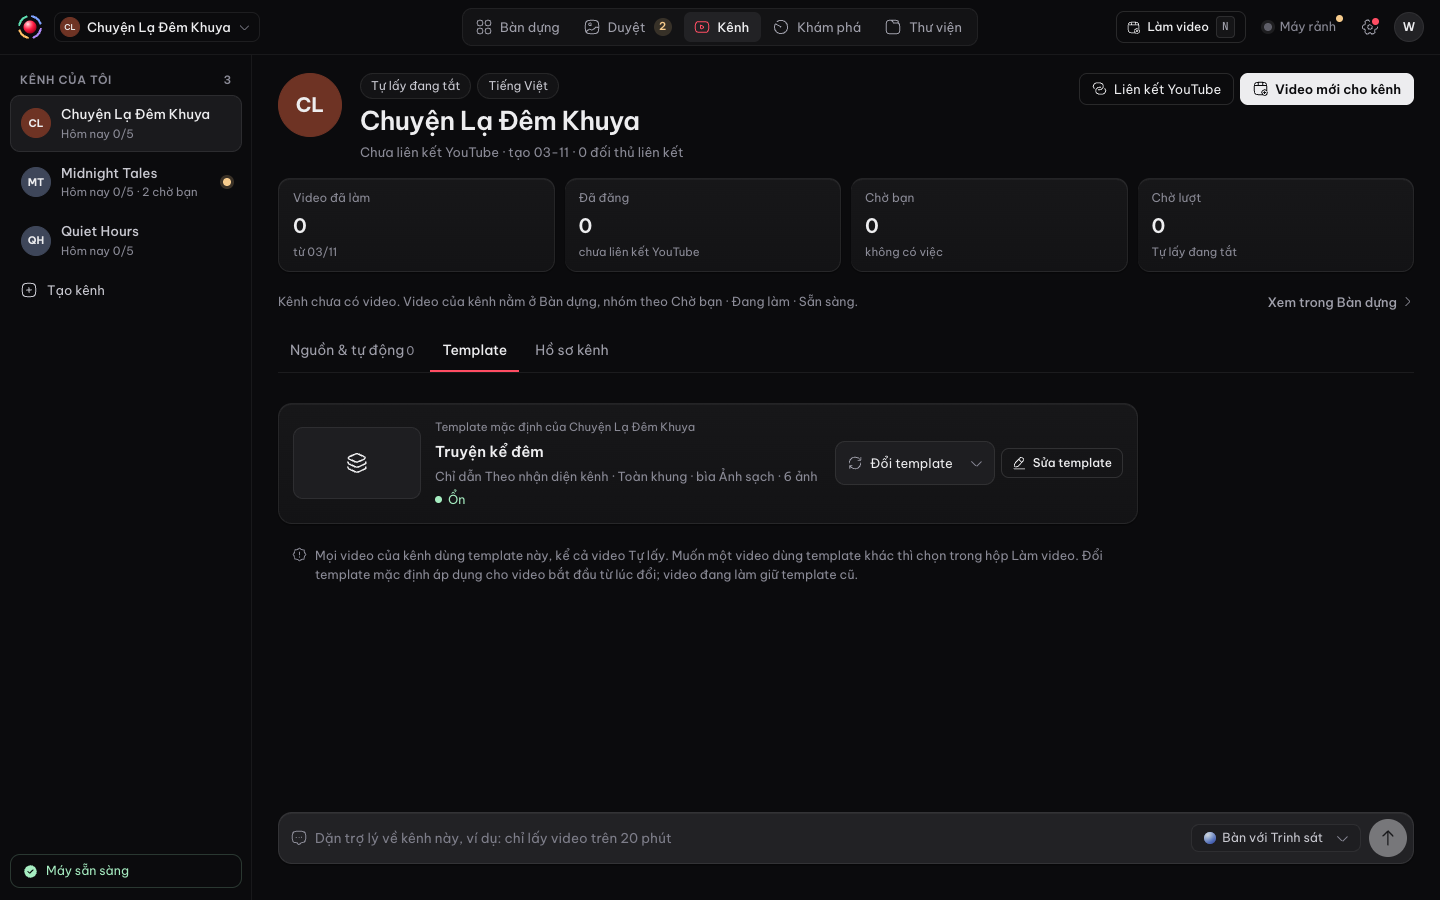 CL Chuyện Lạ Đêm Khuya
Bàn dựng
Duyệt 2
Kênh
Khám phá
Thư viện
Làm video N
Máy rảnh
W
KÊNH CỦA TÔI 3
CL
Chuyện Lạ Đêm Khuya
Hôm nay 0/5
MT
Midnight Tales
Hôm nay 0/5 · 2 chờ bạn
QH
Quiet Hours
Hôm nay 0/5
Tạo kênh
Máy sẵn sàng
CL
Tự lấy đang tắt
Tiếng Việt
Chuyện Lạ Đêm Khuya
Chưa liên kết YouTube · tạo 03-11 · 0 đối thủ liên kết
Liên kết YouTube
Video mới cho kênh
Video đã làm
0
từ 03/11
Đã đăng
0
chưa liên kết YouTube
Chờ bạn
0
không có việc
Chờ lượt
0
Tự lấy đang tắt
Kênh chưa có video. Video của kênh nằm ở Bàn dựng, nhóm theo Chờ bạn · Đang làm · Sẵn sàng.
Xem trong Bàn dựng
Nguồn & tự động 0
Template
Hồ sơ kênh
Template mặc định của Chuyện Lạ Đêm Khuya
Truyện kể đêm
Chỉ dẫn Theo nhận diện kênh · Toàn khung · bìa Ảnh sạch · 6 ảnh
Ổn
Đổi template
Sửa template
Mọi video của kênh dùng template này, kể cả video Tự lấy. Muốn một video dùng template khác thì chọn trong hộp Làm video. Đổi
template mặc định áp dụng cho video bắt đầu từ lúc đổi; video đang làm giữ template cũ.
Dặn trợ lý về kênh này, ví dụ: chỉ lấy video trên 20 phút
Bàn với Trinh sát